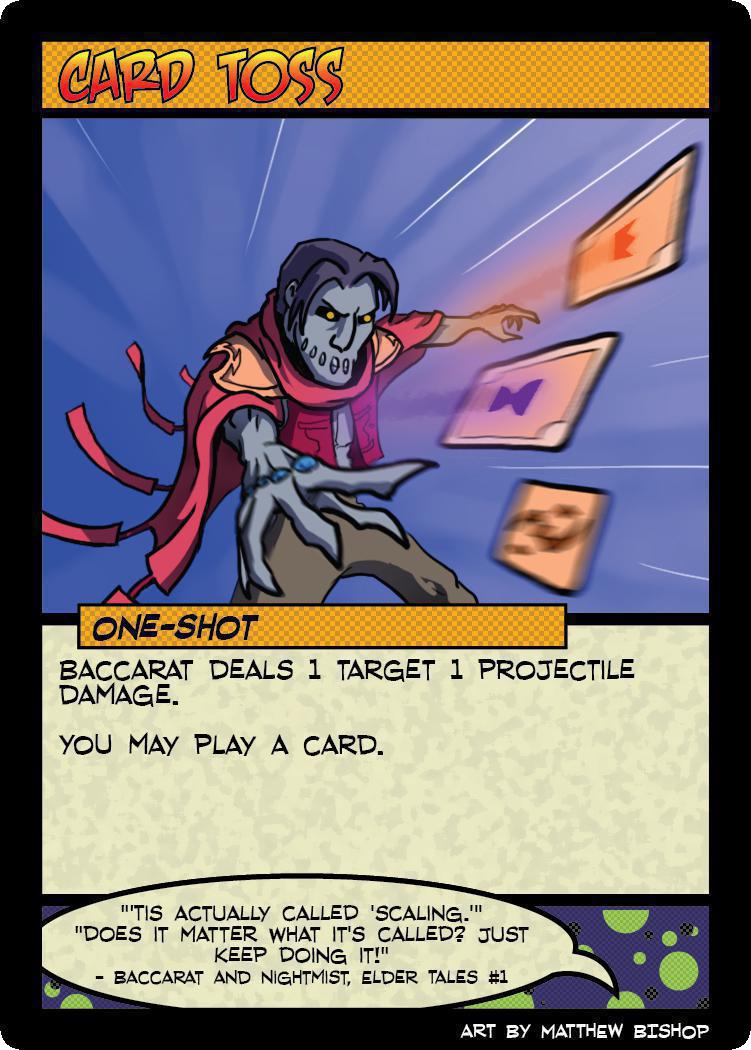 CARD TOSS
ONE-SHOT
BACCARAT DEALS 1 TARGET 1 PROJECTILE
DAMAGE.
YOU MAY PLAY A CARD.
"'TIS ACTUALLY CALLED 'SCALING.'"
"DOES IT MATTER WHAT IT'S CALLED? JUST
KEEP DOING IT!"
- BACCARAT AND NIGHTMIST, ELDER TALES #1
ART BY MATTHEW BISHOP